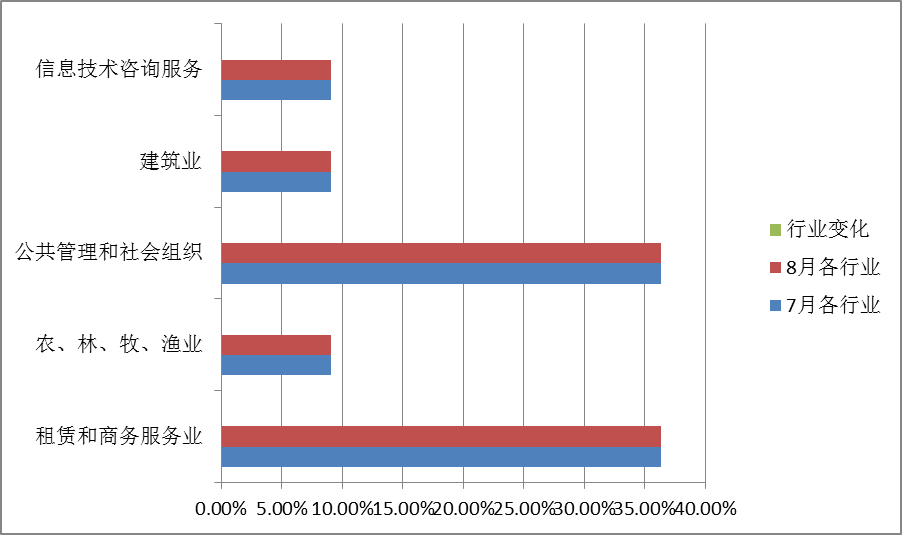 信息技术咨询服务
建筑业
公共管理和社会组织
农、林、牧、渔业
租赁和商务服务业
0.00% 5.00% 10.00% 15.00% 20.00% 25.00% 30.00% 35.00% 40.00%
行业变化
8月各行业
7月各行业